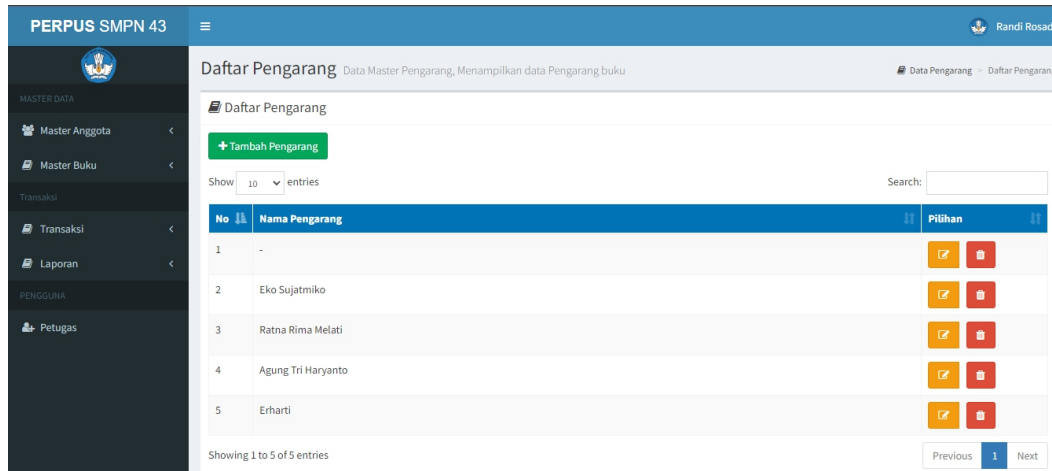 PERPUS SMPN 43
Randi Rosad
Daftar Pengarang Data Master Pengarang, Menampilkan data Pengarang buku
Data Pengarang > Daftar Pengaran
MASTER DATA
Master Anggota
Master Buku
Transaksi
Transaksi
Laporan
PENGGUNA
Petugas
Daftar Pengarang
Tambah Pengarang
Show 10 entries
Search:
No Nama Pengarang Pilihan
1 -
2 Eko Sujatmiko
3 Ratna Rima Melati
4 Agung Tri Haryanto
5 Erharti
Showing 1 to 5 of 5 entries
Previous 1 Next